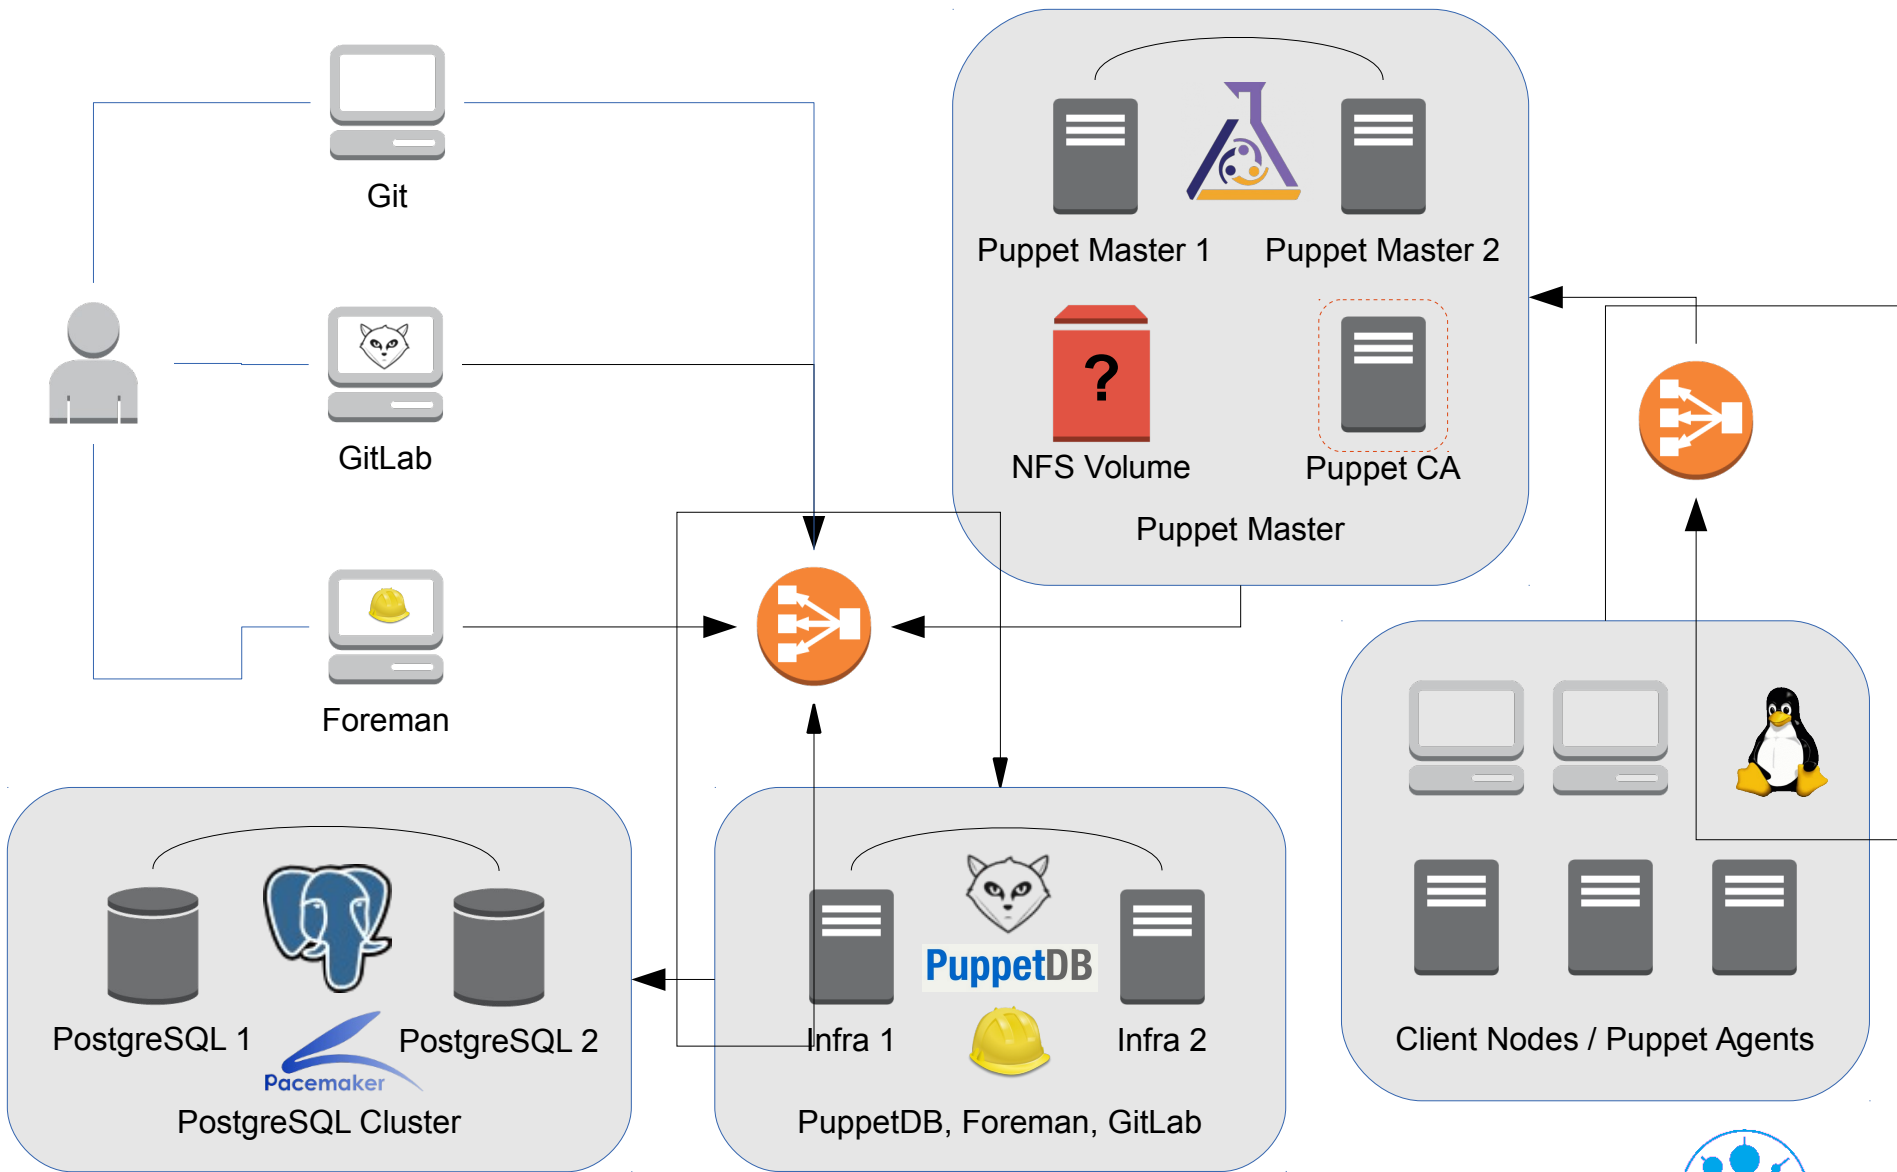 Git
Puppet Master 1
Puppet Master 2
?
GitLab
NFS Volume
Puppet CA
Puppet Master
Foreman
PuppetDB
PostgreSQL 1
PostgreSQL 2
Infra 1
Infra 2
Client Nodes / Puppet Agents
Pacemaker
PostgreSQL Cluster
PuppetDB, Foreman, GitLab